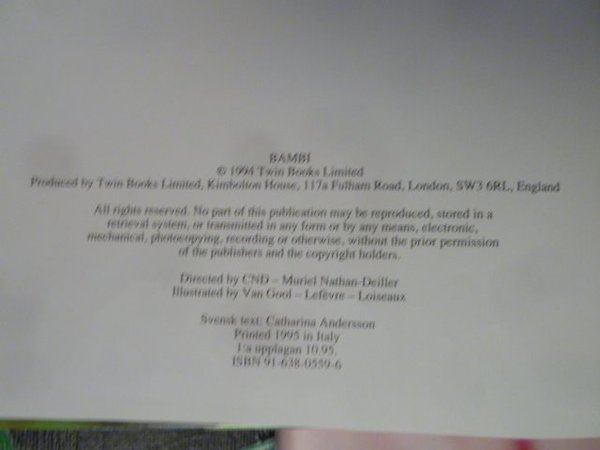 BAMBI
© 1994 Twin Books Limited
Produced by Twin Books Limited, Kimbolton House, 117a Fulham Road, London, SW3 6RL, England
All rights reserved. No part of this publication may be reproduced, stored in a
retrieval system, or transmitted in any form or by any means, electronic,
mechanical, photocopying, recording or otherwise, without the prior permission
of the publishers and the copyright holders.
Directed by CND – Muriel Nathan-Deiller
Illustrated by Van Gool – Lefèvre – Loiseaux
Svensk text: Catharina Andersson
Printed 1995 in Italy
1:a upplagan 10.95.
ISBN 91-638-0559-6